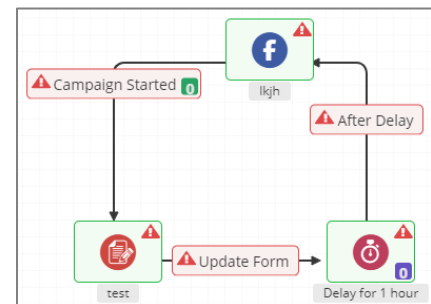 lkjh
Campaign Started 0
After Delay
Update Form
0
test
Delay for 1 hour